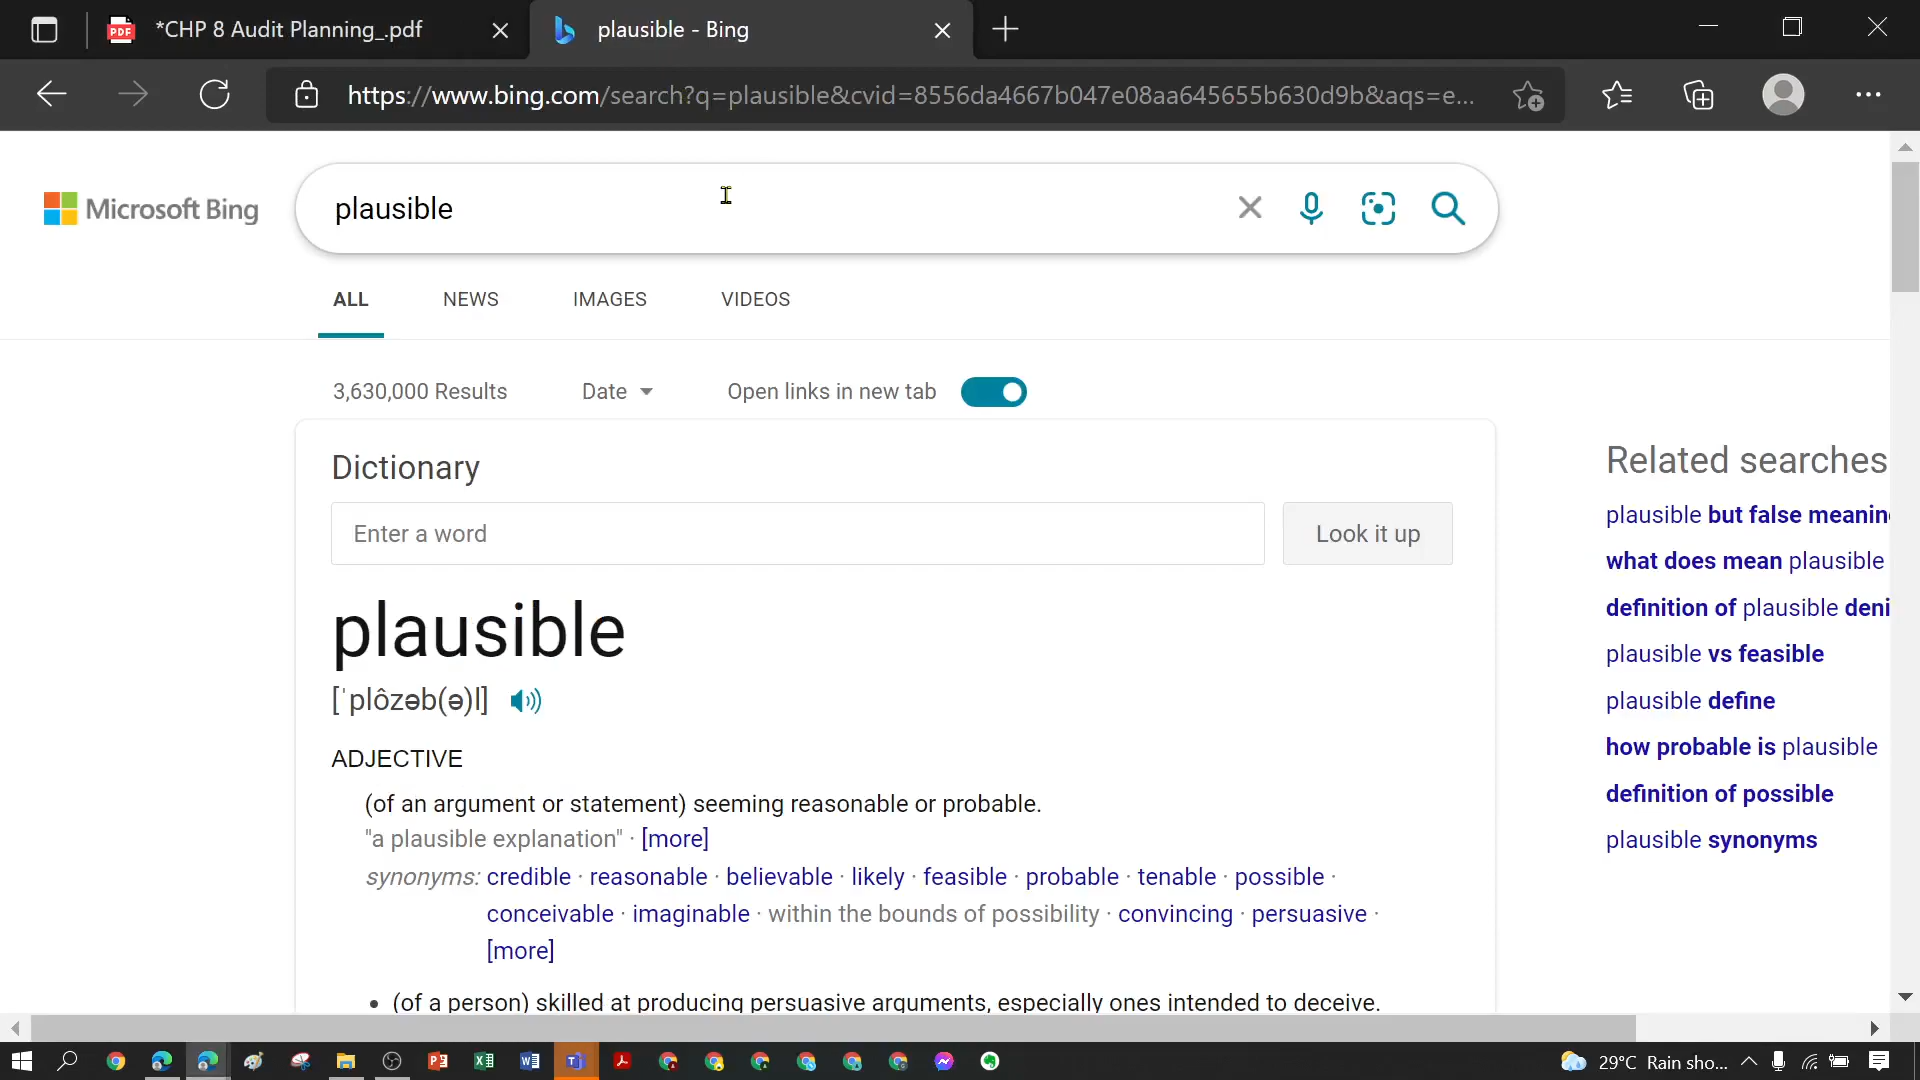 *CHP 8 Audit Planning_.pdf
plausible - Bing
https://www.bing.com/search?q=plausible&cvid=8556da4667b047e08aa645655b630d9b&aqs=e...
Microsoft Bing
plausible
ALL NEWS IMAGES VIDEOS
3,630,000 Results Date Open links in new tab
Dictionary
Enter a word Look it up
plausible
[ˈplôzəb(ə)l]
ADJECTIVE
(of an argument or statement) seeming reasonable or probable.
"a plausible explanation" · [more]
synonyms: credible · reasonable · believable · likely · feasible · probable · tenable · possible ·
conceivable · imaginable · within the bounds of possibility · convincing · persuasive ·
[more]
• (of a person) skilled at producing persuasive arguments, especially ones intended to deceive.
Related searches
plausible but false meanin
what does mean plausible
definition of plausible deni
plausible vs feasible
plausible define
how probable is plausible
definition of possible
plausible synonyms
29°C Rain sho...